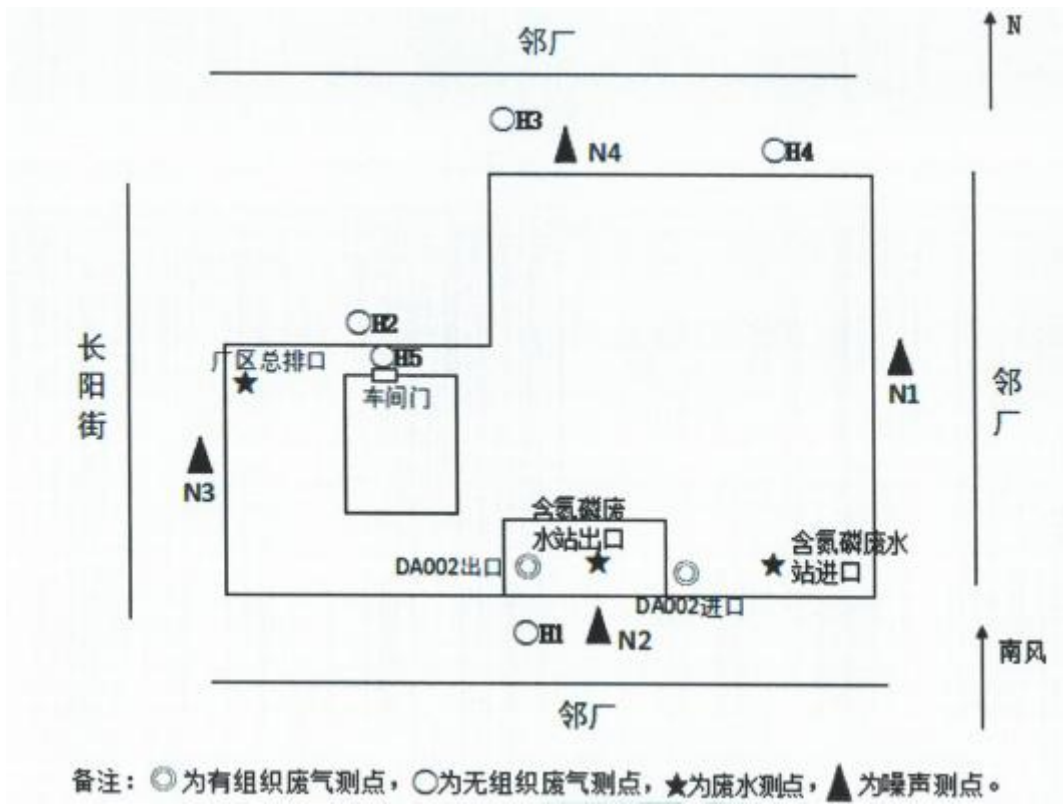 邻厂
N
H3
N4
H4
H2
长阳街
厂区总排口
H5
车间门
N1
邻厂
N3
含氮磷废
水站出口
含氮磷废水
站进口
DA002出口
DA002进口
H1
N2
南风
邻厂
备注：◎为有组织废气测点，○为无组织废气测点，★为废水测点，▲为噪声测点。